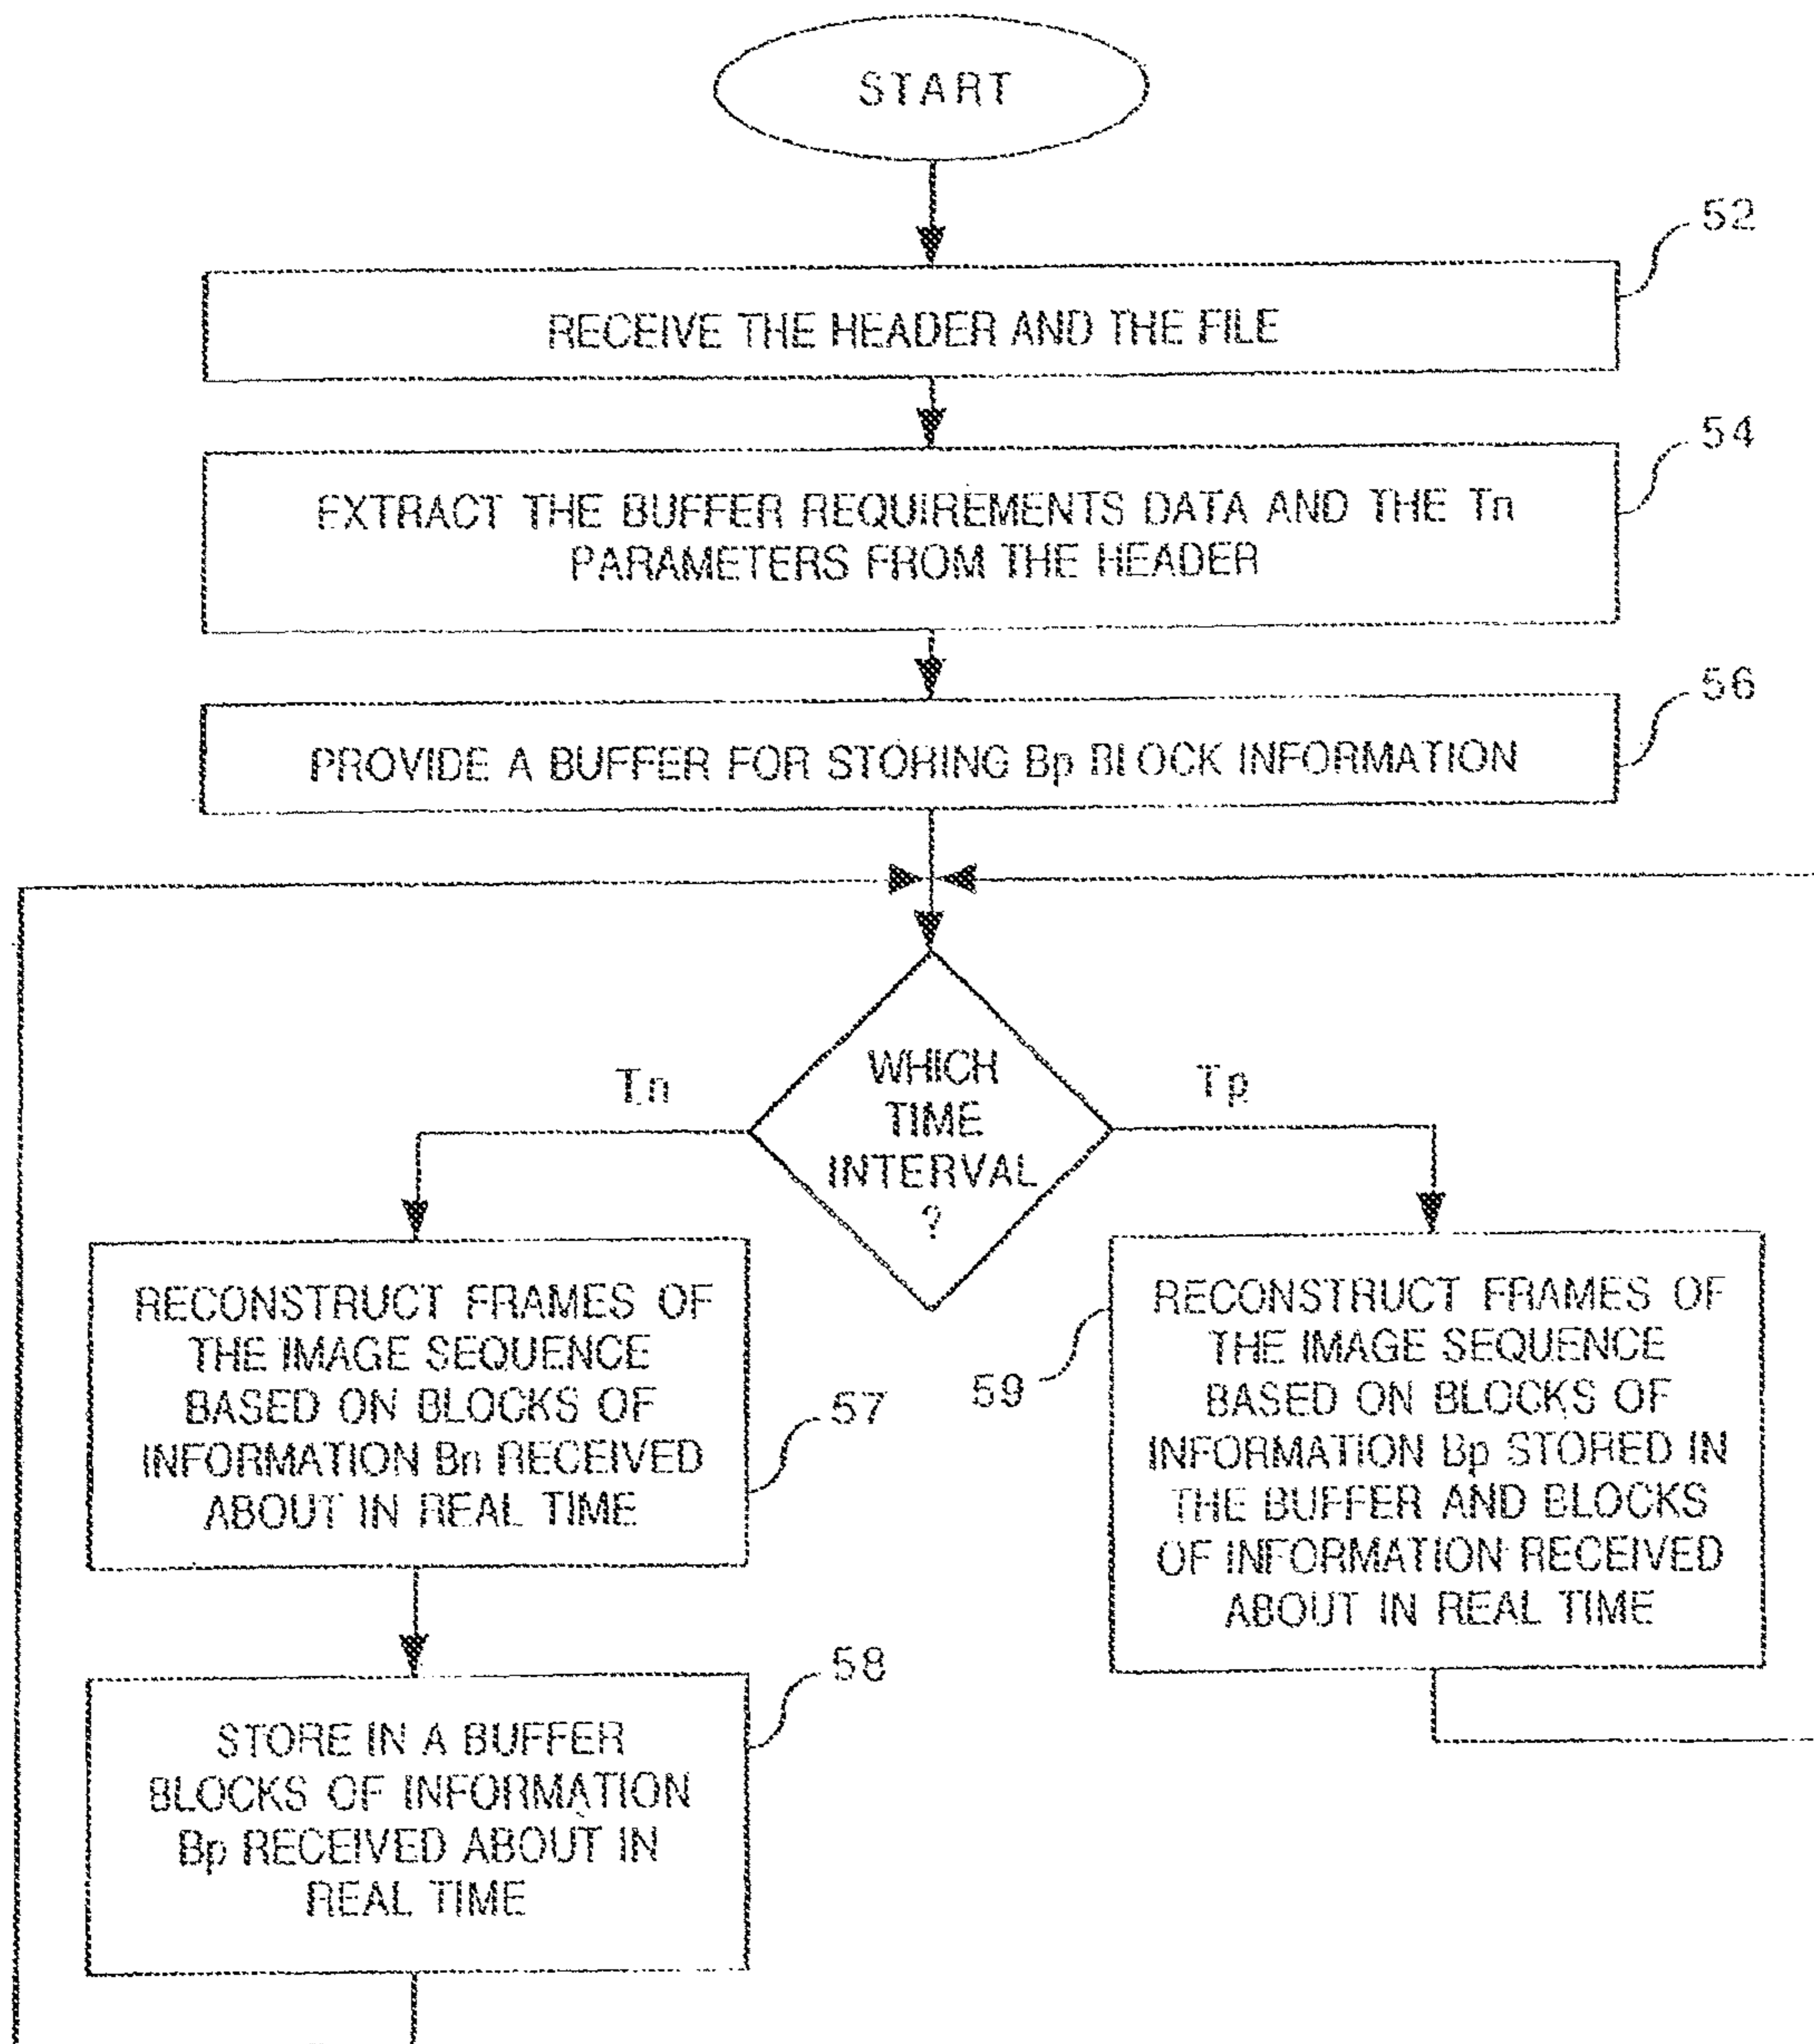 START
52
RECEIVE THE HEADER AND THE FILE
54
EXTRACT THE BUFFER REQUIREMENTS DATA AND THE Tn
PARAMETERS FROM THE HEADER
56
PROVIDE A BUFFER FOR STORING Bp BLOCK INFORMATION
WHICH
TIME
INTERVAL
?
Tn
Tp
RECONSTRUCT FRAMES OF
THE IMAGE SEQUENCE
BASED ON BLOCKS OF
INFORMATION Bn RECEIVED
ABOUT IN REAL TIME
57
59
RECONSTRUCT FRAMES OF
THE IMAGE SEQUENCE
BASED ON BLOCKS OF
INFORMATION Bp STORED IN
THE BUFFER AND BLOCKS
OF INFORMATION RECEIVED
ABOUT IN REAL TIME
58
STORE IN A BUFFER
BLOCKS OF INFORMATION
Bp RECEIVED ABOUT IN
REAL TIME